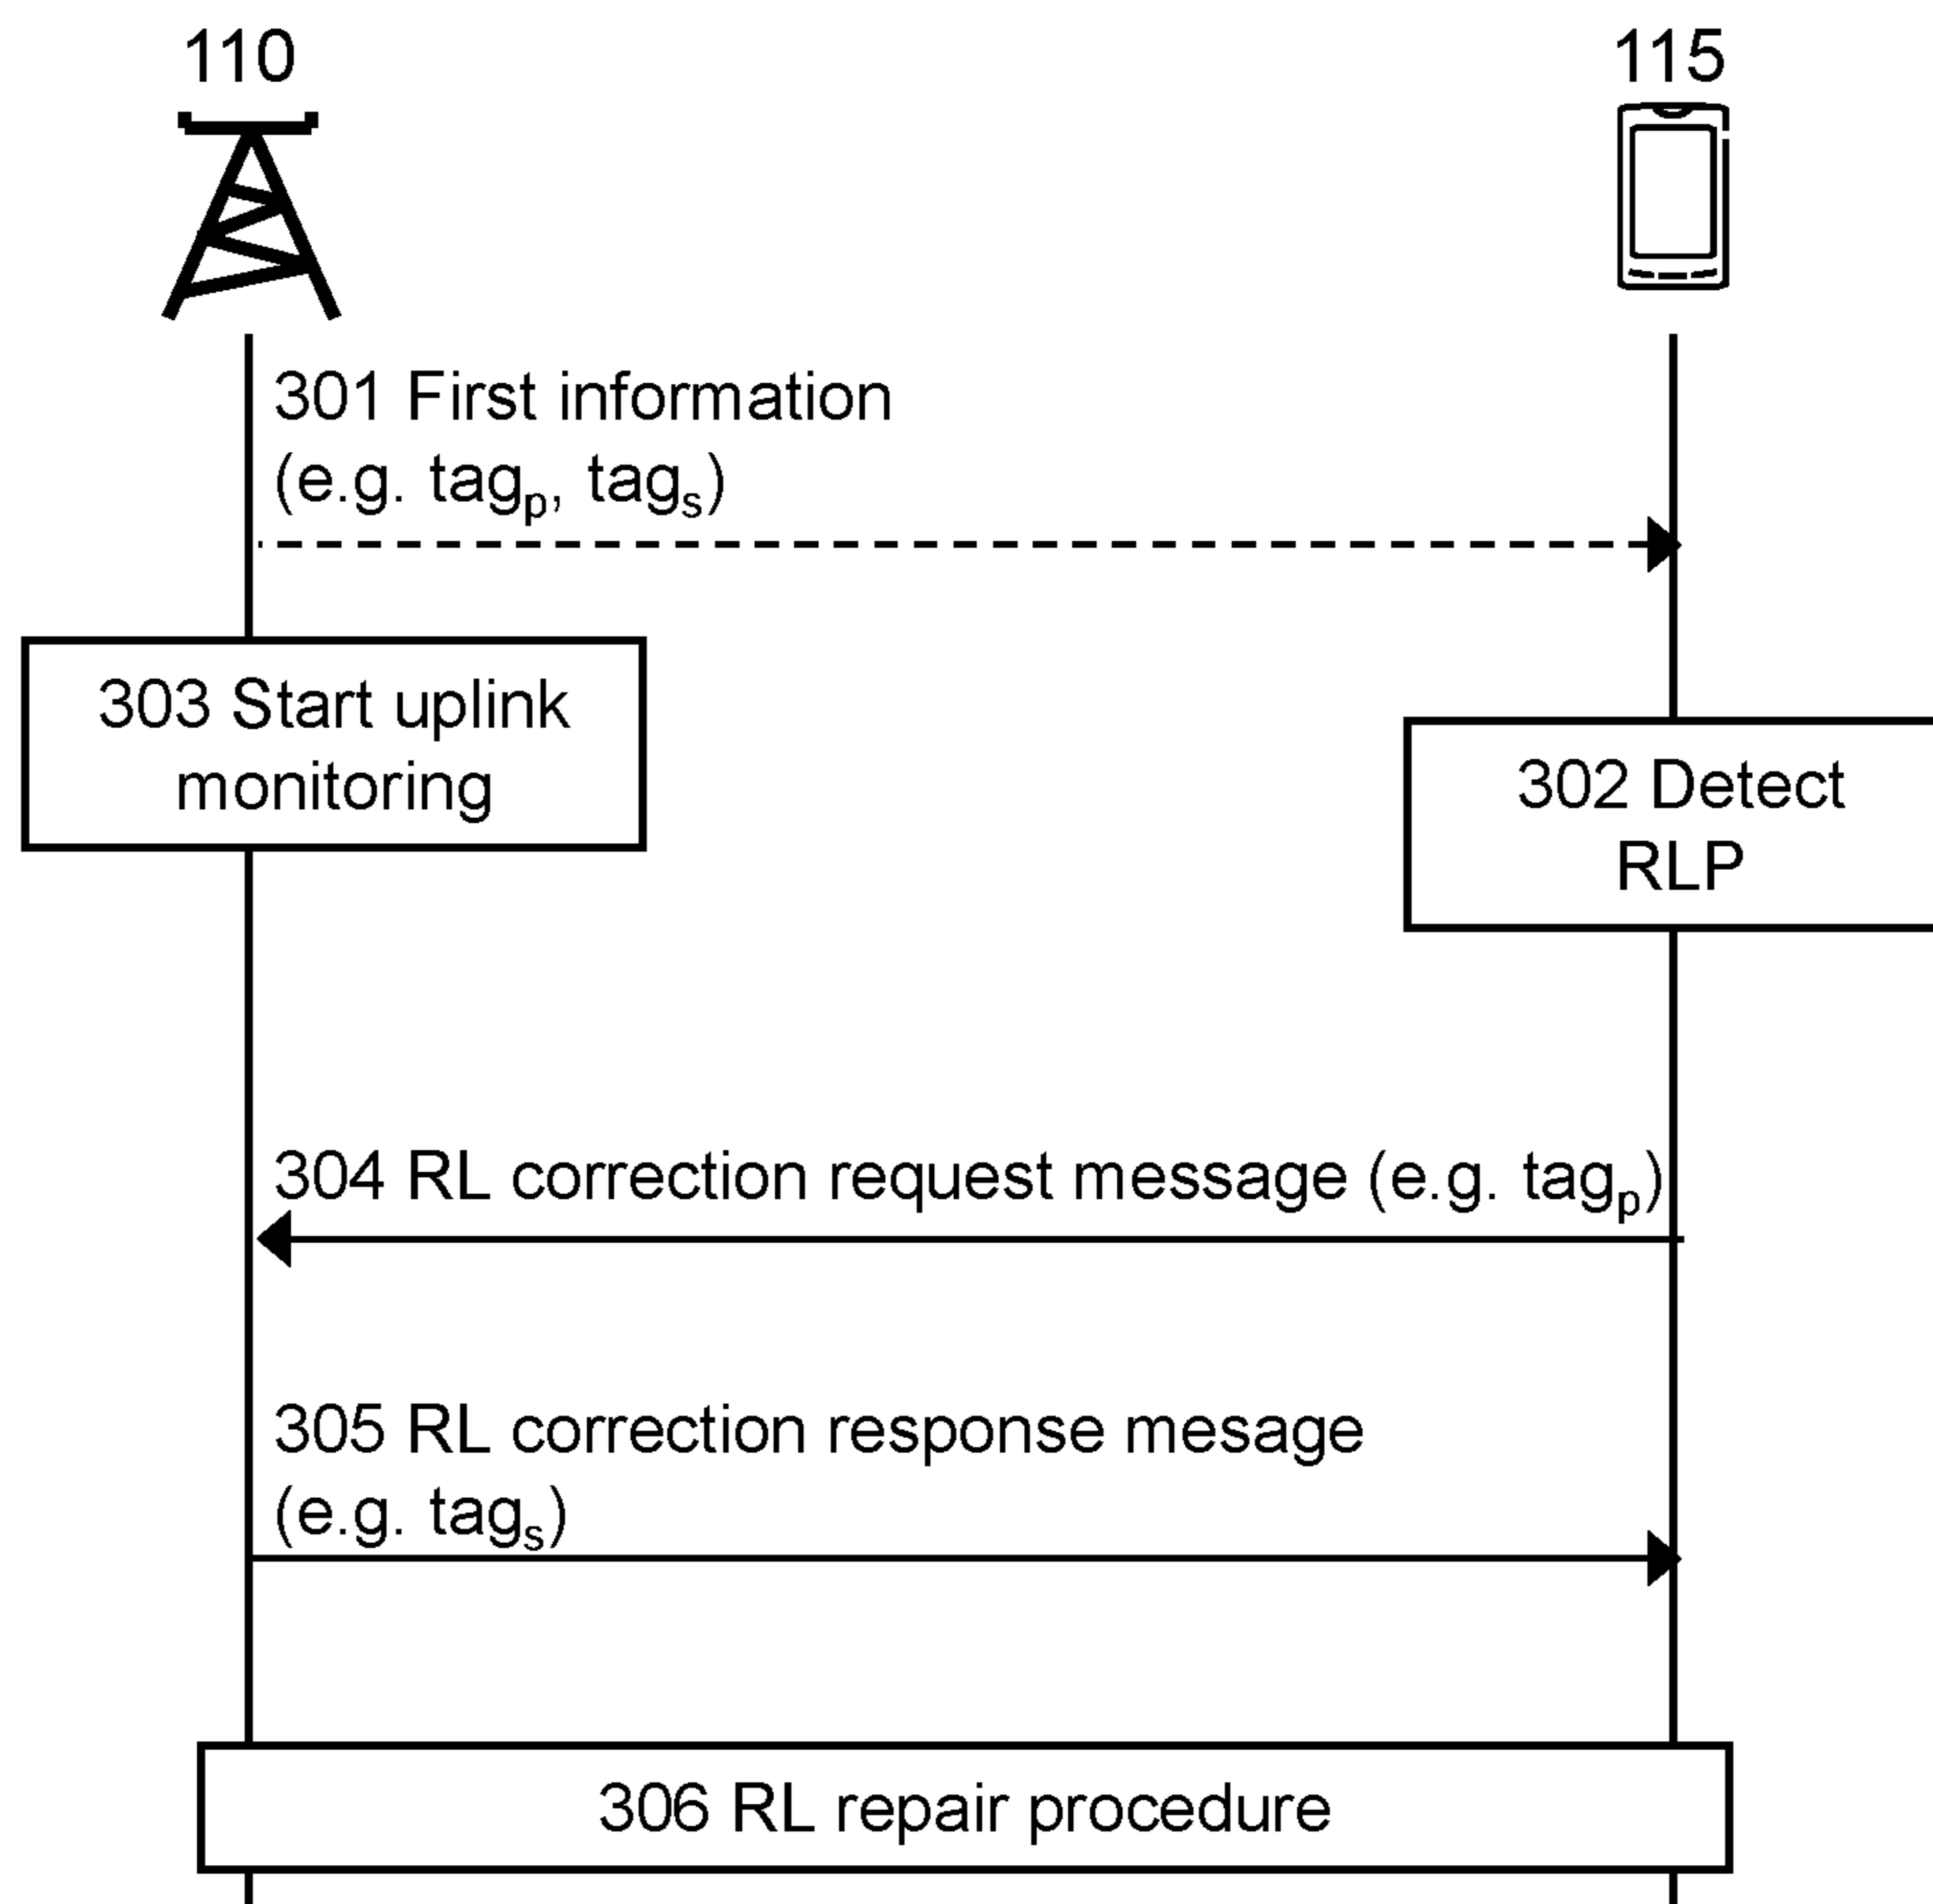 110
115
301 First information
(e.g. tagp, tags)
303 Start uplink
monitoring
302 Detect
RLP
304 RL correction request message (e.g. tagp)
305 RL correction response mesage
(e.g. tags)
306 RL repair procedure